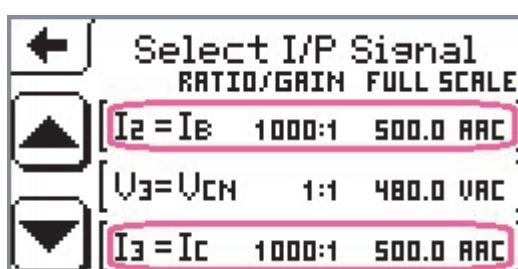 Select I/P Signal
RATIO/GAIN FULL SCALE
I2 = IB 1000:1 500.0 AAC
V3=VCN 1:1 480.0 VAC
I3 = IC 1000:1 500.0 AAC